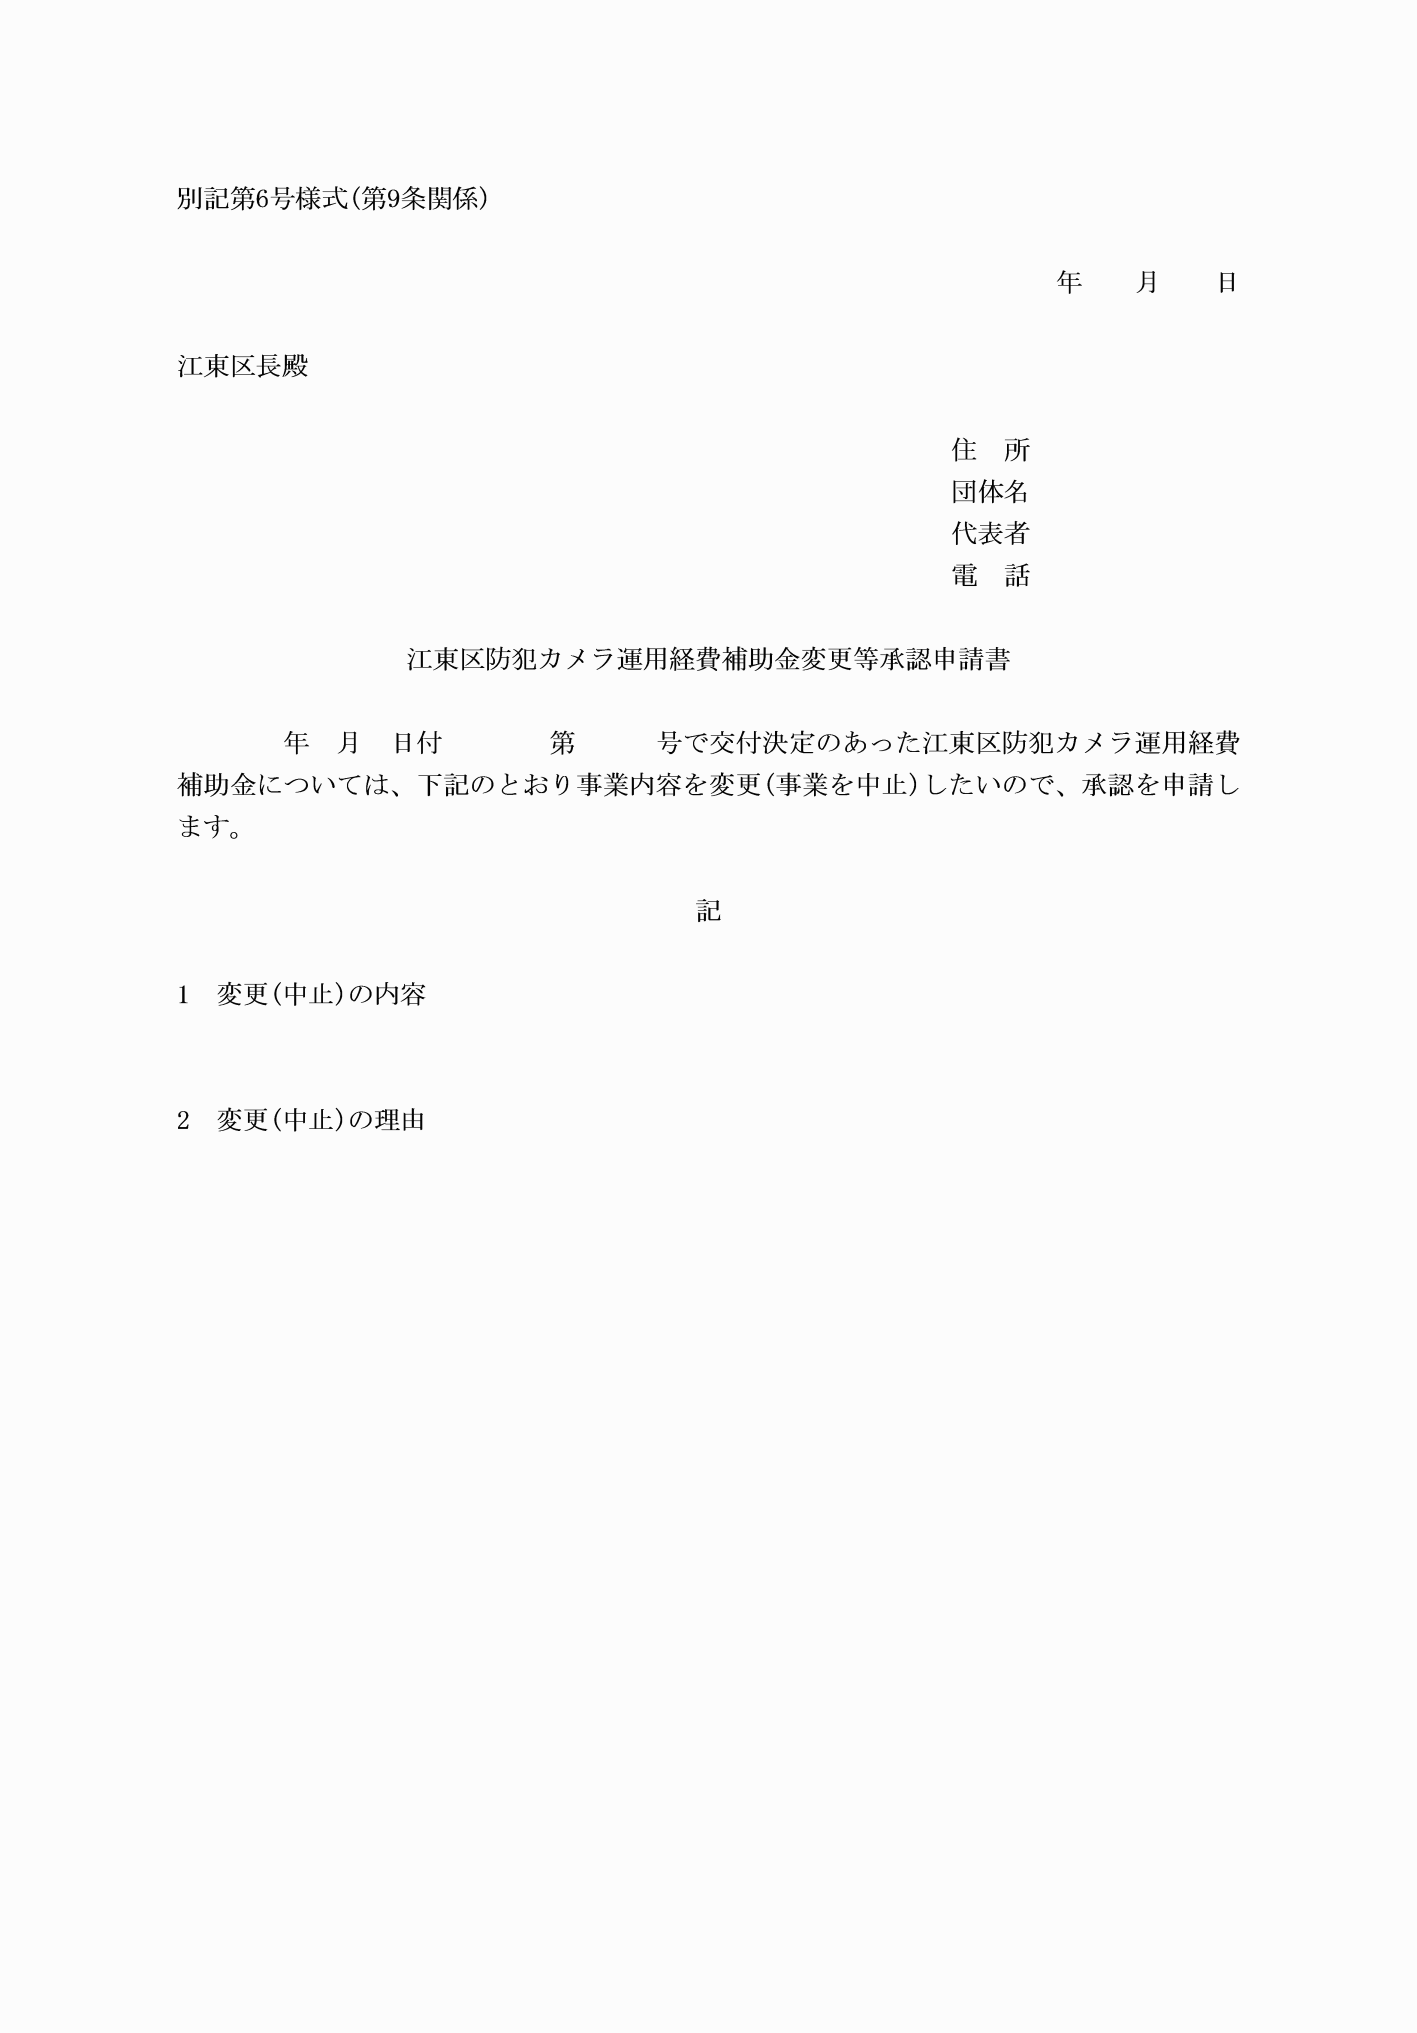 別記第6号様式(第9条関係)
年　　月　　日
江東区長殿
住　所
団体名
代表者
電　話
江東区防犯カメラ運用経費補助金変更等承認申請書
　　　　年　月　日付　　　　第　　　号で交付決定のあった江東区防犯カメラ運用経費
補助金については、下記のとおり事業内容を変更(事業を中止)したいので、承認を申請し
ます。
記
1　変更(中止)の内容
2　変更(中止)の理由